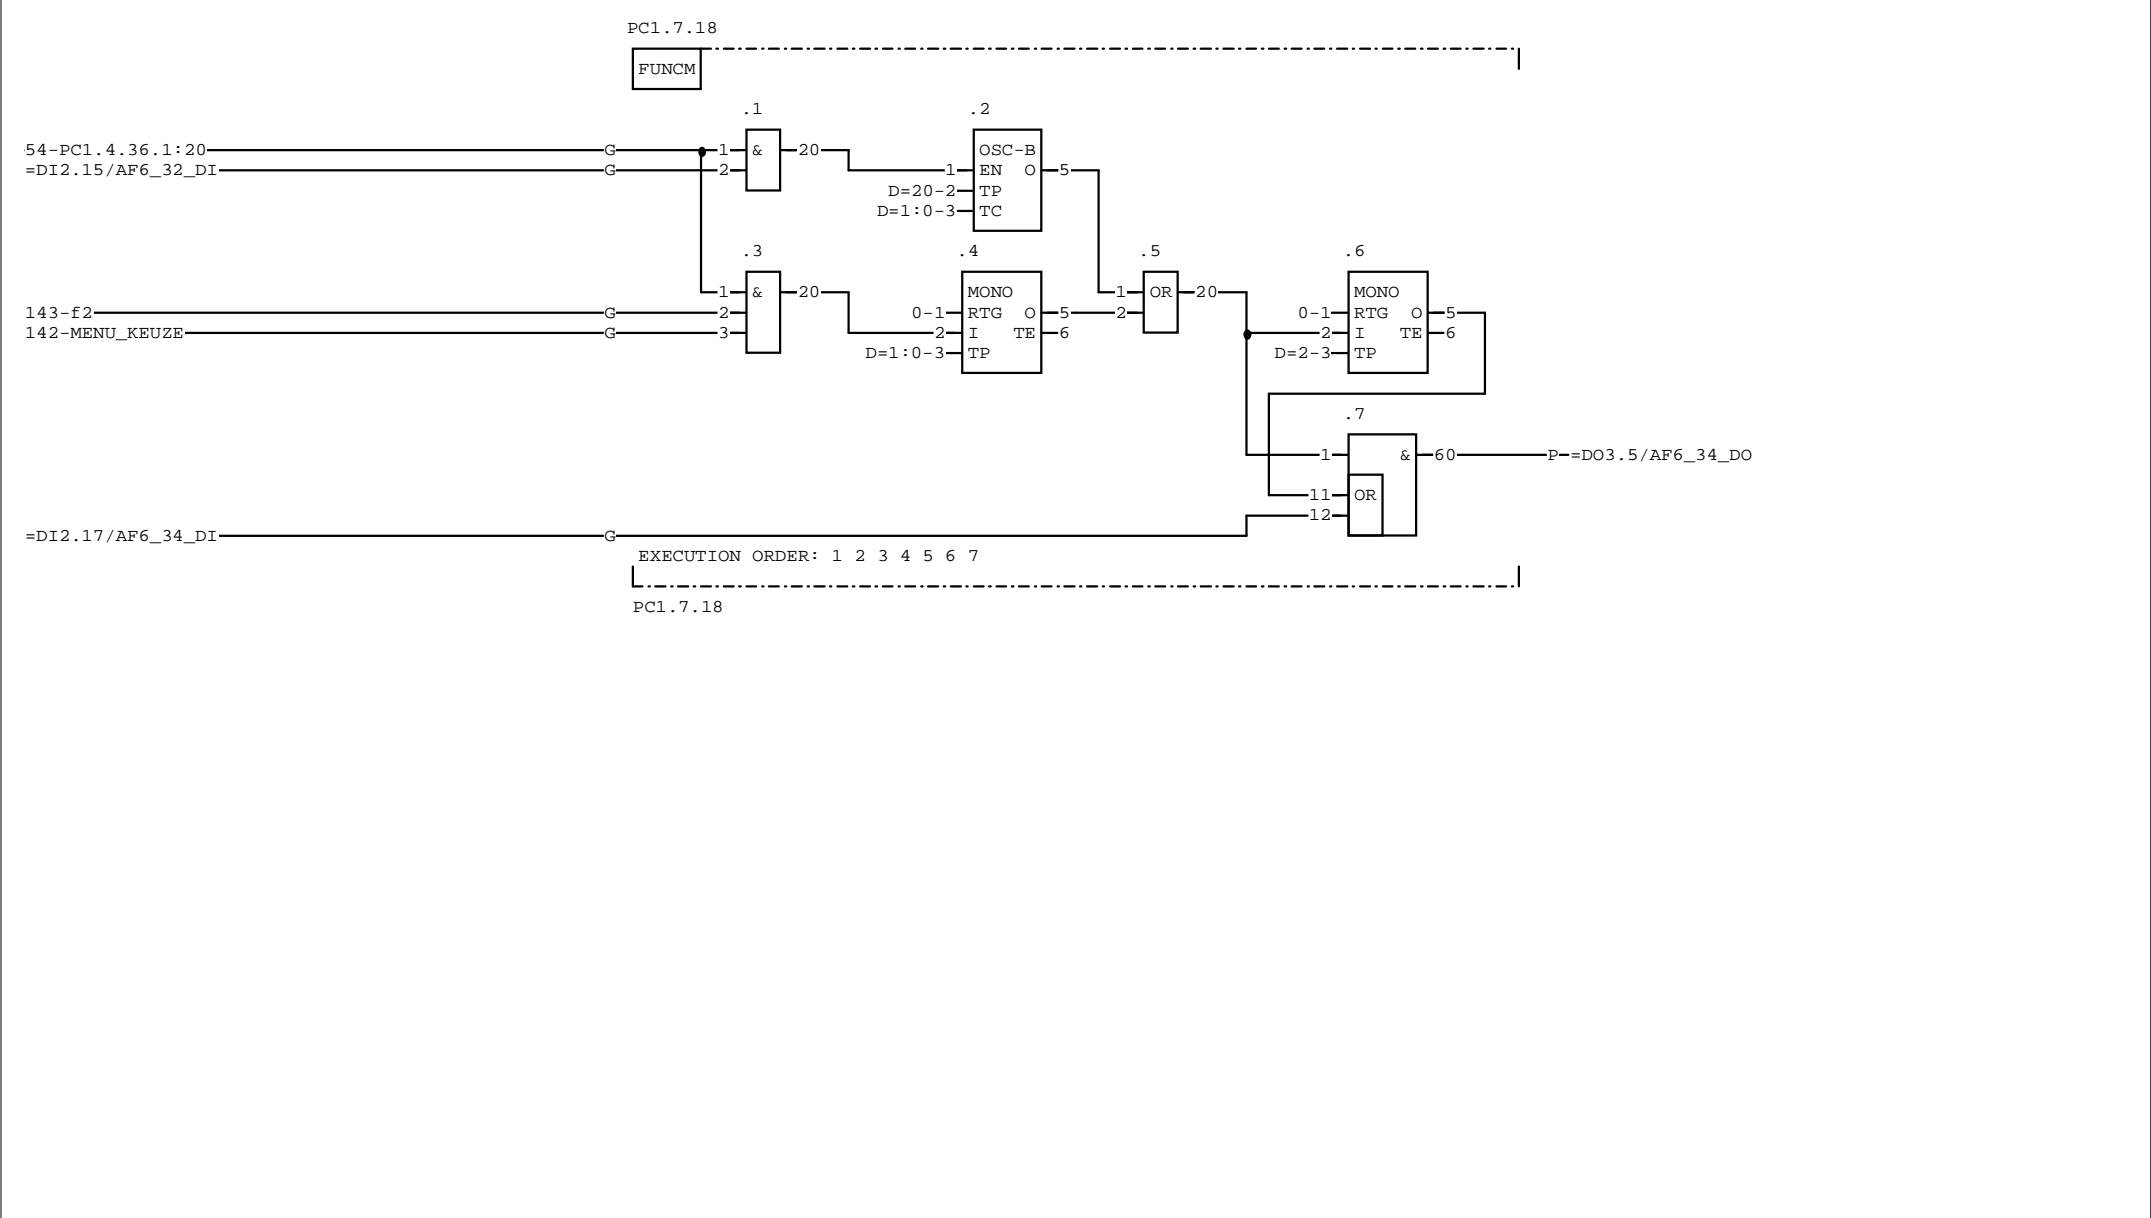 PC1.7.18
FUNCM
.1 .2
54-PC1.4.36.1:20 G 1 & 20 OSC-B
=DI2.15/AF6_32_DI G 2 1 EN O 5
D=20-2 TP
D=1:0-3 TC
.3 .4 .5 .6
1 & 20 MONO 1 OR 20 MONO
143-f2 G 2 0-1 RTG O 5 2 0-1 RTG O 5
142-MENU_KEUZE G 3 2 I TE 6 2 I TE 6
D=1:0-3 TP D=2-3 TP
.7
1 & 60 P =DO3.5/AF6_34_DO
11 OR
12
=DI2.17/AF6_34_DI G
EXECUTION ORDER: 1 2 3 4 5 6 7
PC1.7.18